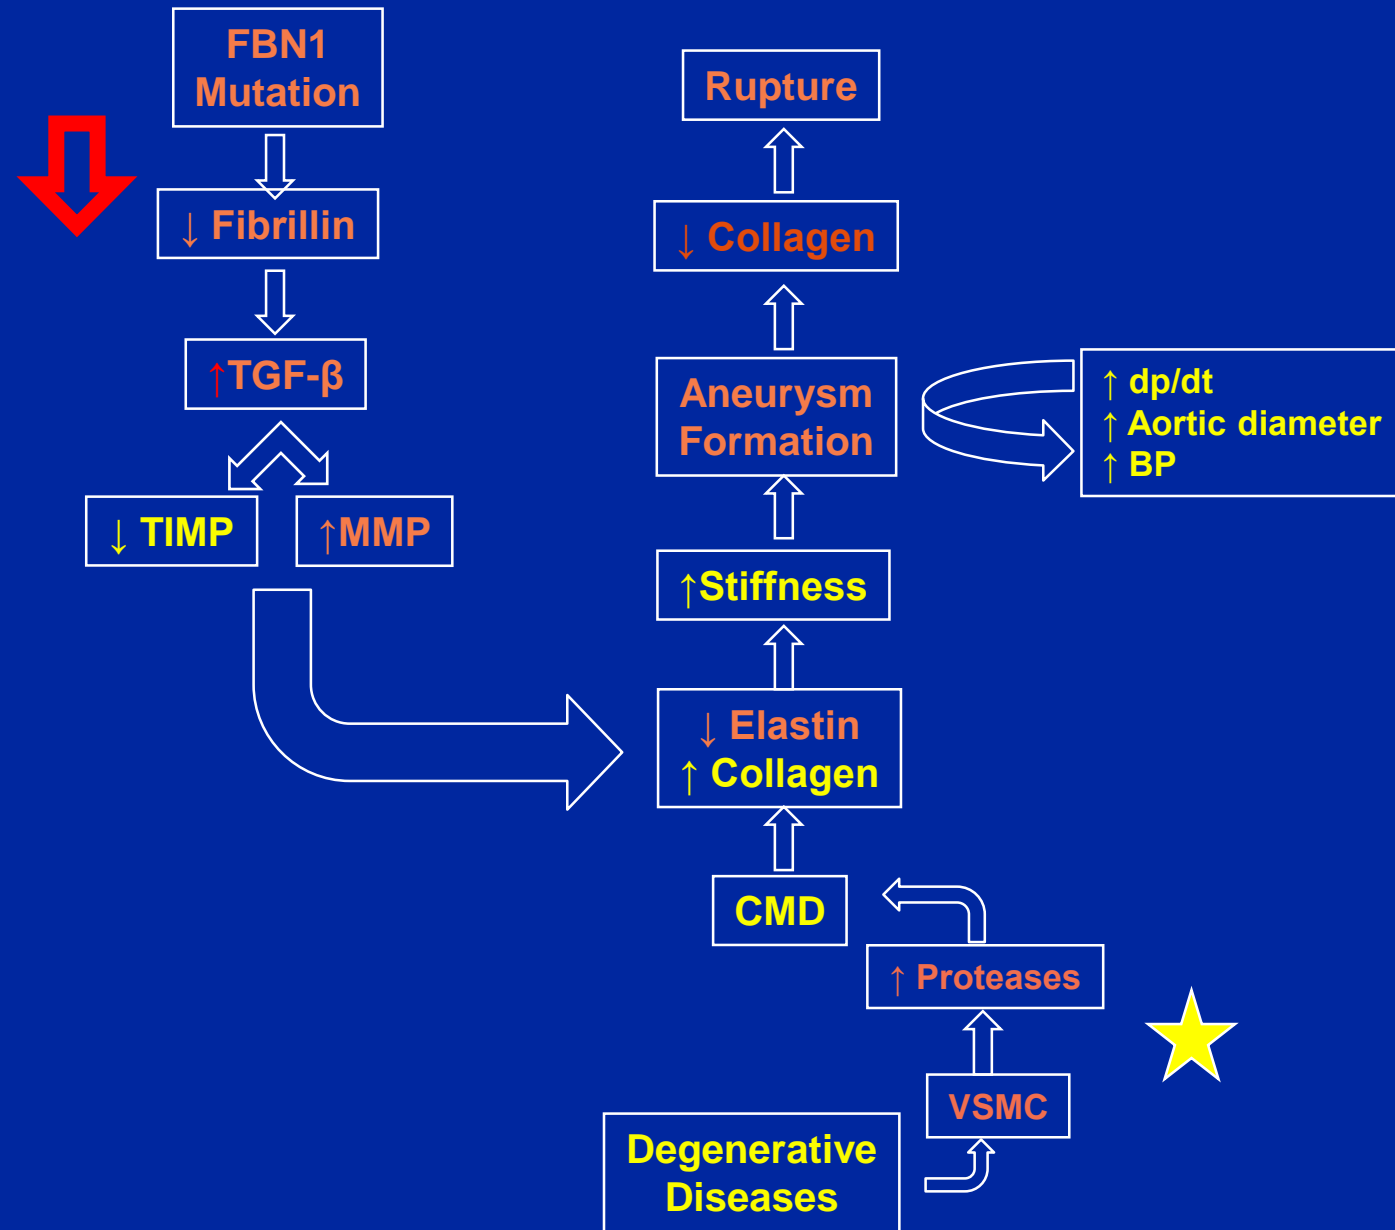 FBN1
Mutation
↓ Fibrillin
↑TGF-β
↓ TIMP
↑MMP
Rupture
↓ Collagen
Aneurysm
Formation
↑ dp/dt
↑ Aortic diameter
↑ BP
↑Stiffness
↓ Elastin
↑ Collagen
CMD
↑ Proteases
VSMC
Degenerative
Diseases